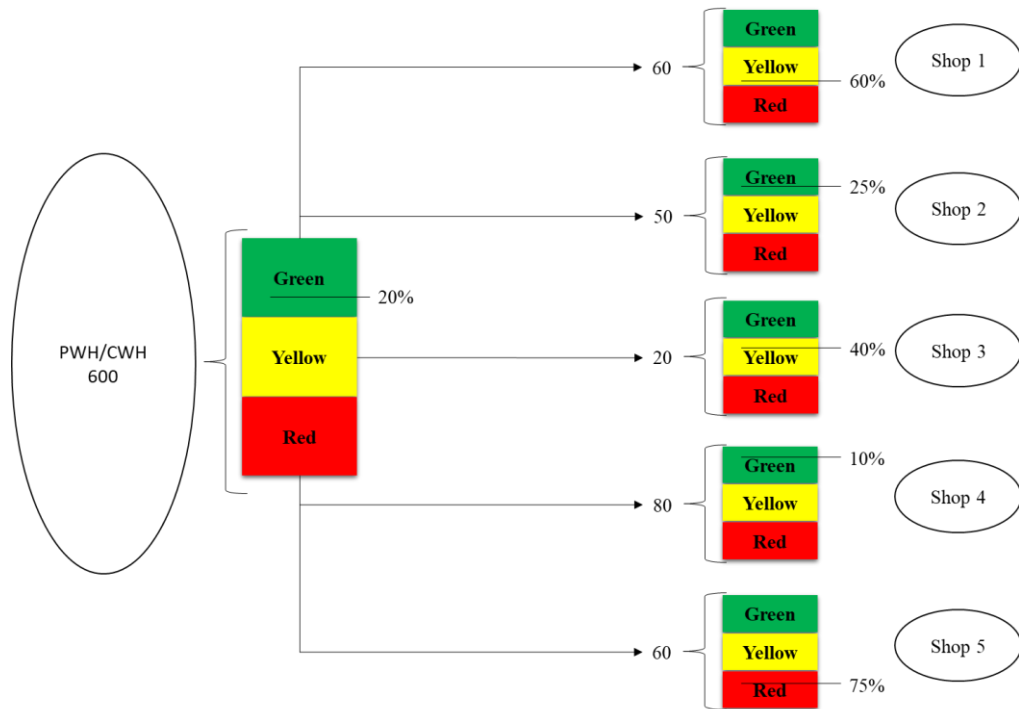 PWH/CWH
600
Green
20%
Yellow
Red
60
Green
Yellow
60%
Red
Shop 1
50
Green
25%
Yellow
Red
Shop 2
20
Green
40%
Yellow
Red
Shop 3
80
10%
Green
Yellow
Red
Shop 4
60
Green
Yellow
Red
75%
Shop 5